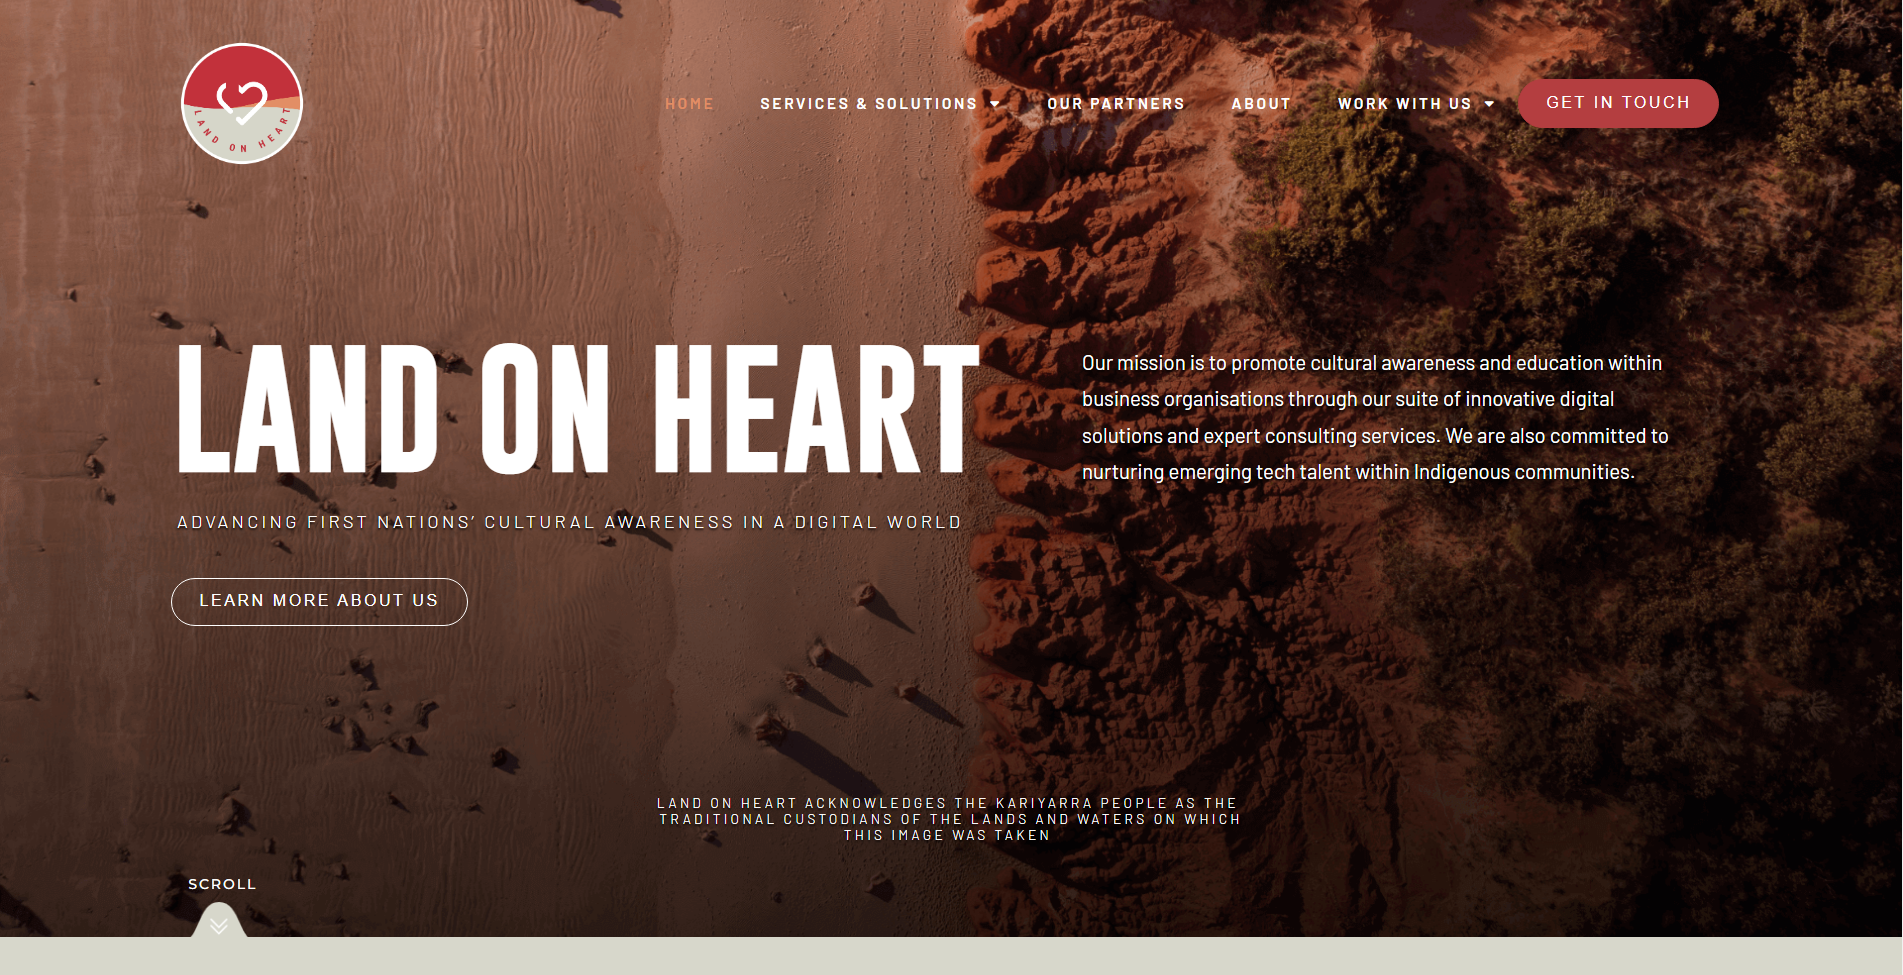 LAND ON HEART
HOME
SERVICES & SOLUTIONS
OUR PARTNERS
ABOUT
WORK WITH US
GET IN TOUCH
LAND ON HEART
ADVANCING FIRST NATIONS’ CULTURAL AWARENESS IN A DIGITAL WORLD
LEARN MORE ABOUT US
Our mission is to promote cultural awareness and education within
business organisations through our suite of innovative digital
solutions and expert consulting services. We are also committed to
nurturing emerging tech talent within Indigenous communities.
LAND ON HEART ACKNOWLEDGES THE KARIYARRA PEOPLE AS THE
TRADITIONAL CUSTODIANS OF THE LANDS AND WATERS ON WHICH
THIS IMAGE WAS TAKEN
SCROLL